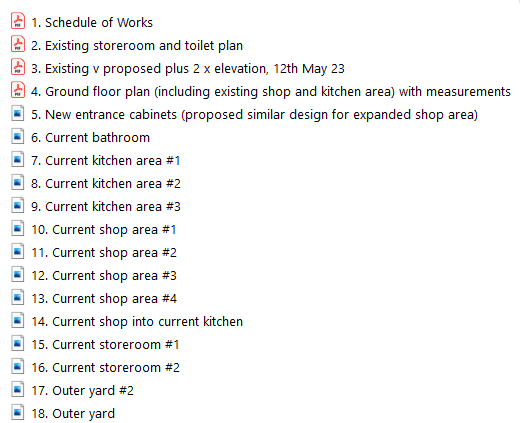 1. Schedule of Works
2. Existing storeroom and toilet plan
3. Existing v proposed plus 2 x elevation, 12th May 23
4. Ground floor plan (including existing shop and kitchen area) with measurements
5. New entrance cabinets (proposed similar design for expanded shop area)
6. Current bathroom
7. Current kitchen area #1
8. Current kitchen area #2
9. Current kitchen area #3
10. Current shop area #1
11. Current shop area #2
12. Current shop area #3
13. Current shop area #4
14. Current shop into current kitchen
15. Current storeroom #1
16. Current storeroom #2
17. Outer yard #2
18. Outer yard